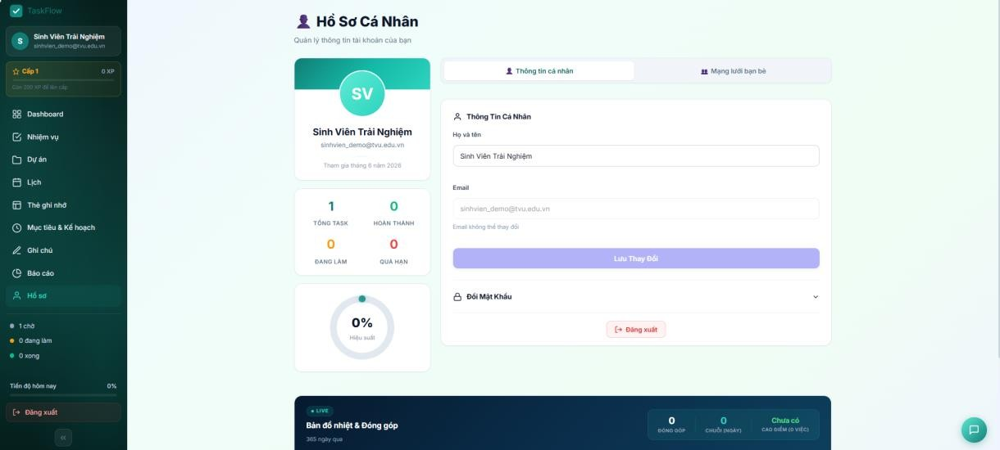 TaskFlow
S
Sinh Viên Trải Nghiệm
sinhvien_demo@tvu.edu.vn
Cấp 1
0 XP
Còn 200 XP để lên cấp
Dashboard
Nhiệm vụ
Dự án
Lịch
Thẻ ghi nhớ
Mục tiêu & Kế hoạch
Ghi chú
Báo cáo
Hồ sơ
1 chờ
0 đang làm
0 xong
Tiến độ hôm nay
0%
Đăng xuất
Hồ Sơ Cá Nhân
Quản lý thông tin tài khoản của bạn
SV
Sinh Viên Trải Nghiệm
sinhvien_demo@tvu.edu.vn
Tham gia tháng 6 năm 2026
1
0
TỔNG TASK
HOÀN THÀNH
0
0
ĐANG LÀM
QUÁ HẠN
0%
Hiệu suất
Thông tin cá nhân
Mạng lưới bạn bè
Thông Tin Cá Nhân
Họ và tên
Sinh Viên Trải Nghiệm
Email
sinhvien_demo@tvu.edu.vn
Email không thể thay đổi
Lưu Thay Đổi
Đổi Mật Khẩu
Đăng xuất
LIVE
Bản đồ nhiệt & Đóng góp
365 ngày qua
0
ĐÓNG GÓP
0
CHUỖI (NGÀY)
Chưa có
CAO ĐIỂM (0 VIỆC)